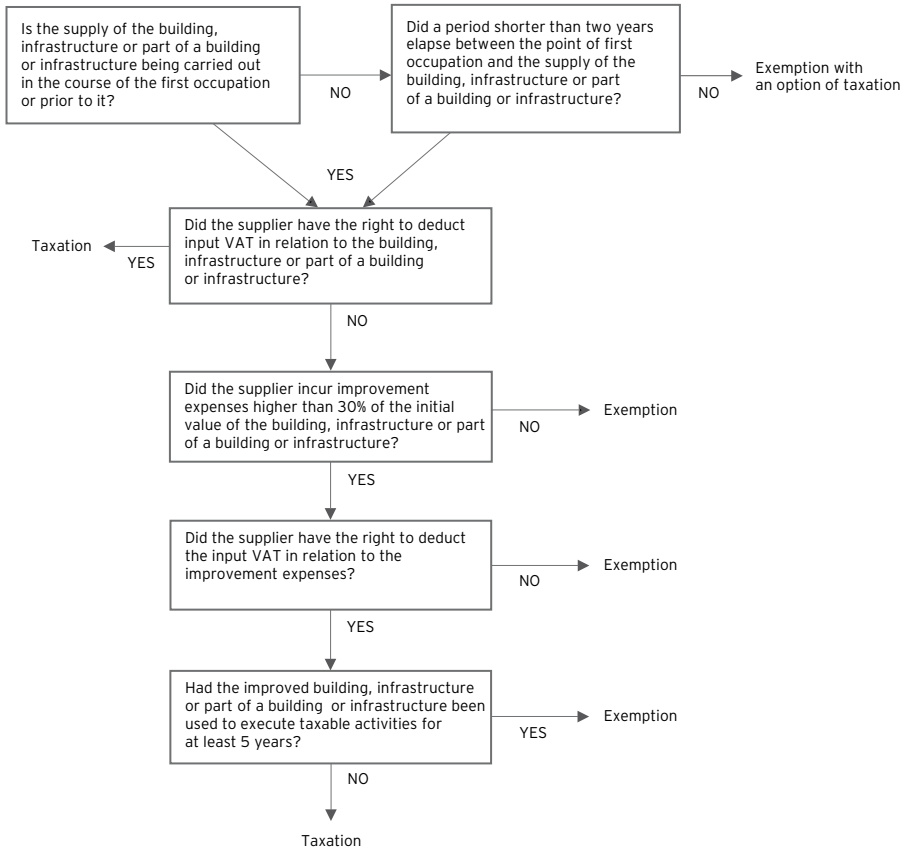 Is the supply of the building,
infrastructure or part of a building
or infrastructure being carried out
in the course of the first occupation
or prior to it?
NO
Did a period shorter than two years
elapse between the point of first
occupation and the supply of the
building, infrastructure or part
of a building or infrastructure?
NO
Exemption with
an option of taxation
YES
Did the supplier have the right to deduct
input VAT in relation to the building,
infrastructure or part of a building
or infrastructure?
Taxation
YES
NO
Did the supplier incur improvement
expenses higher than 30% of the initial
value of the building, infrastructure or part
of a building or infrastructure?
NO
Exemption
YES
Did the supplier have the right to deduct
the input VAT in relation to the
improvement expenses?
NO
Exemption
YES
Had the improved building, infrastructure
or part of a building or infrastructure been
used to execute taxable activities for
at least 5 years?
YES
Exemption
NO
Taxation